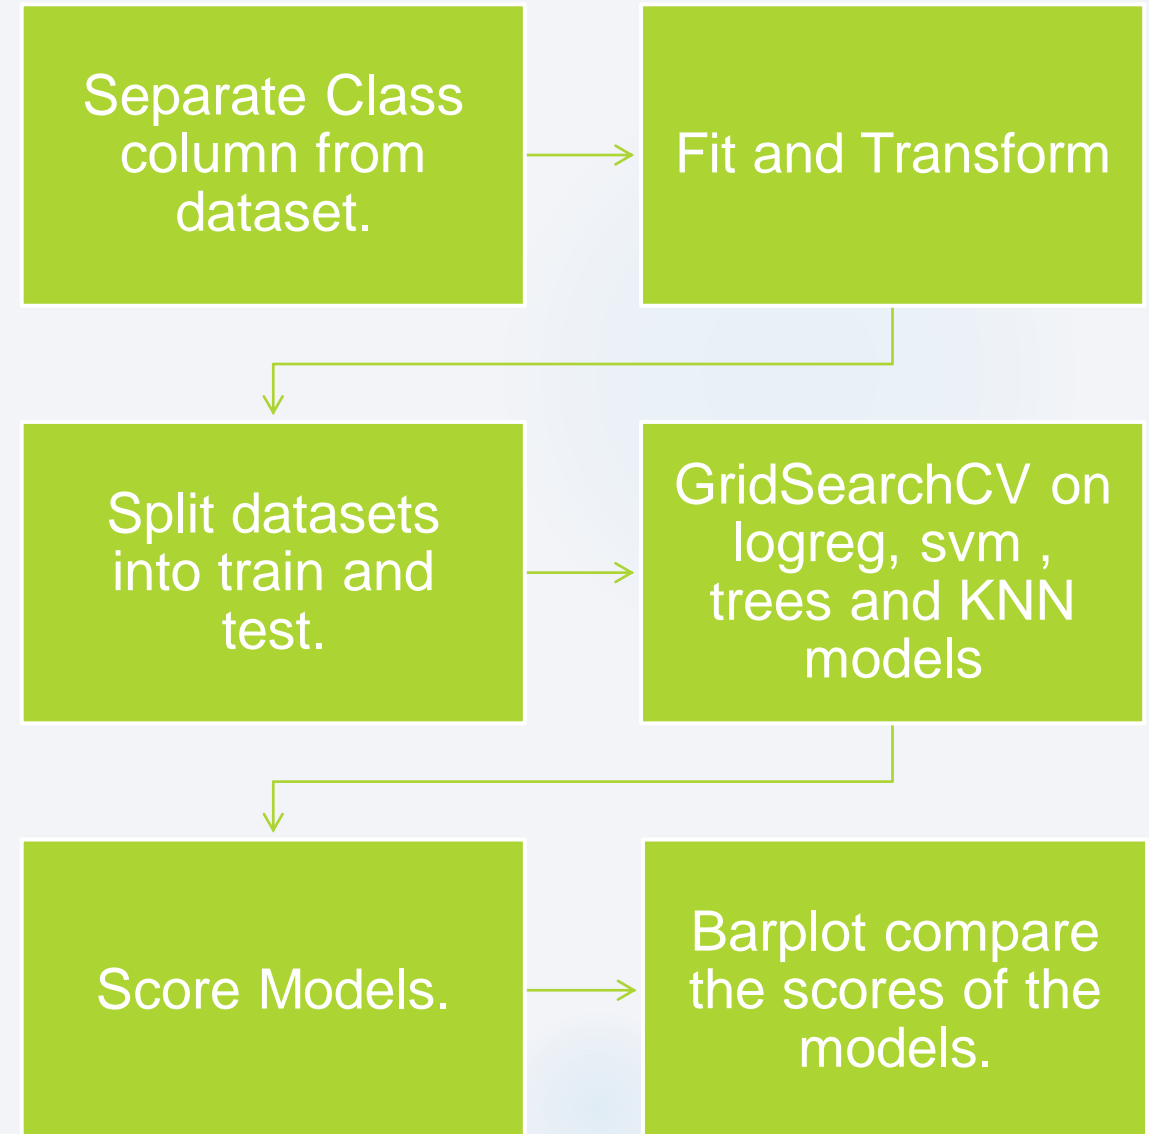 Separate Class
column from
dataset.
Fit and Transform
Split datasets
into train and
test.
GridSearchCV on
logreg, svm ,
trees and KNN
models
Score Models.
Barplot compare
the scores of the
models.